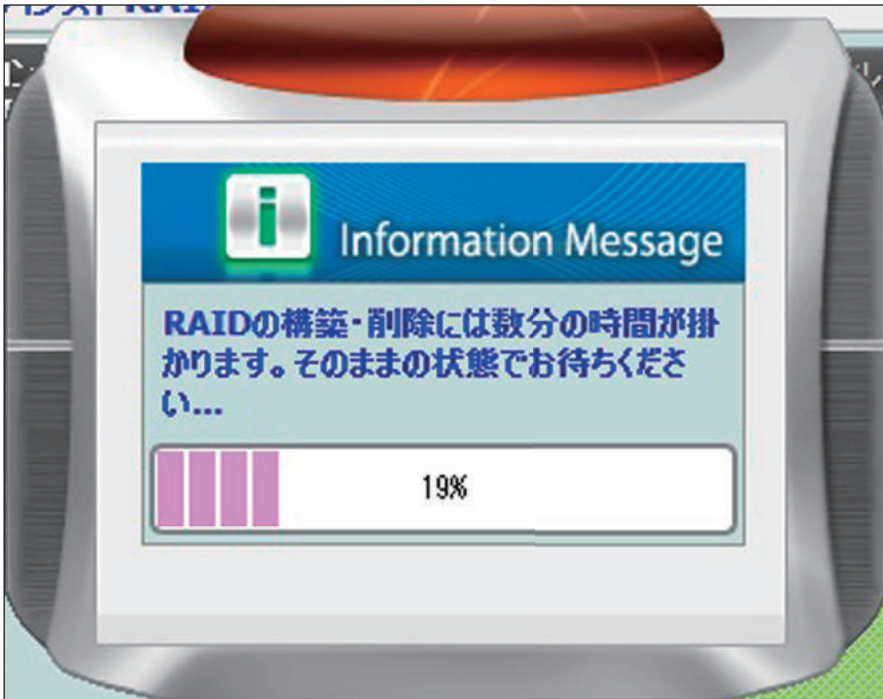 RAID
Information Message
RAIDの構築・削除には数分の時間が掛
かります。そのままの状態でお待ちくださ
い...
19%